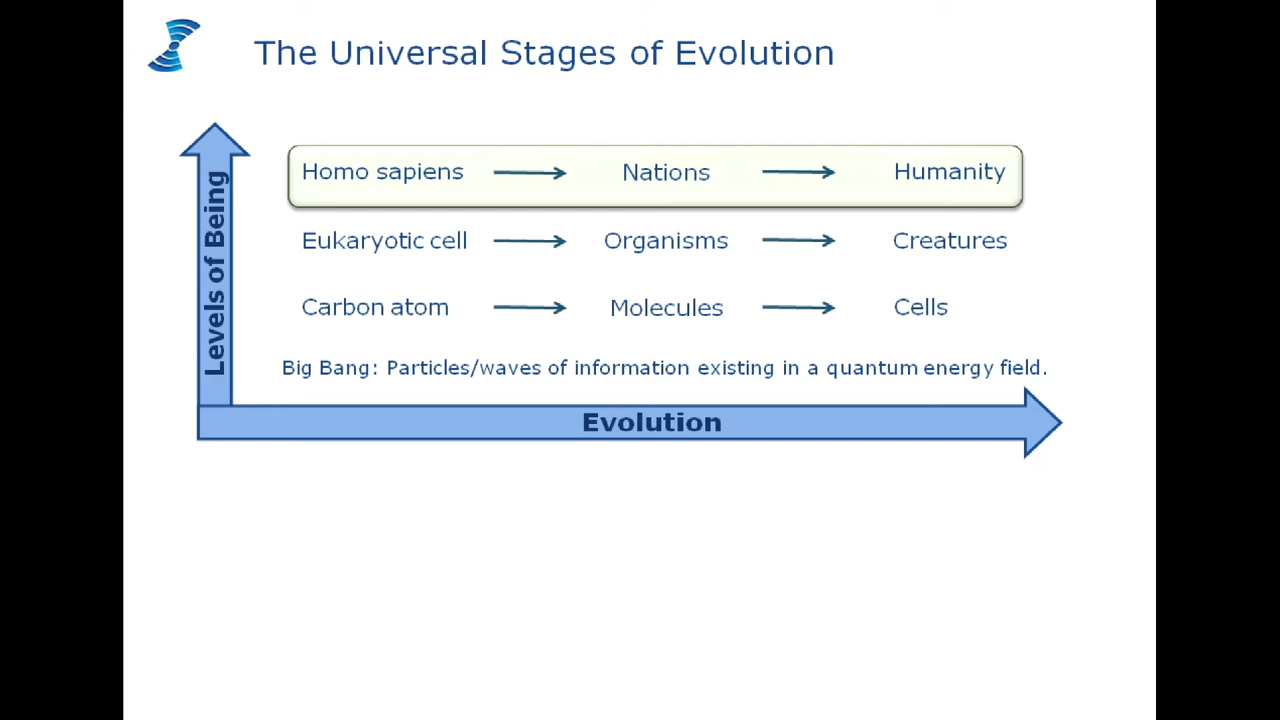 The Universal Stages of Evolution
Levels of Being
Homo sapiens Nations Humanity
Eukaryotic cell Organisms Creatures
Carbon atom Molecules Cells
Big Bang: Particles/waves of information existing in a quantum energy field.
Evolution